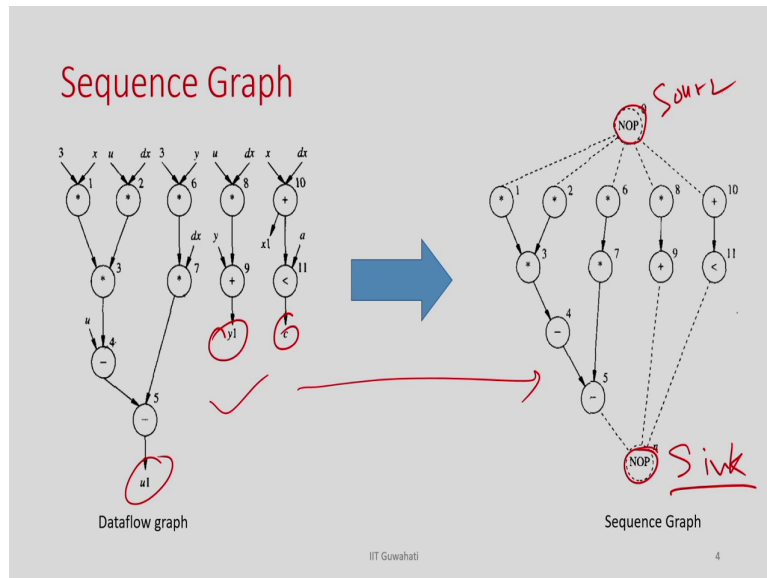 Sequence Graph
Sour
0
NOP
3 x u dx 3 y u dx x dx
* 1 * 2 * 6 * 8 + 10
* 1 * 2 * 6 * 8 + 10
x1 a
dx y
* 3 * 7 + 9 < 11
* 3 * 7 + 9 < 11
u
y1 c
- 4
- 4
- 5
- 5
u1
NOP n
Sink
Dataflow graph
Sequence Graph
IIT Guwahati
4